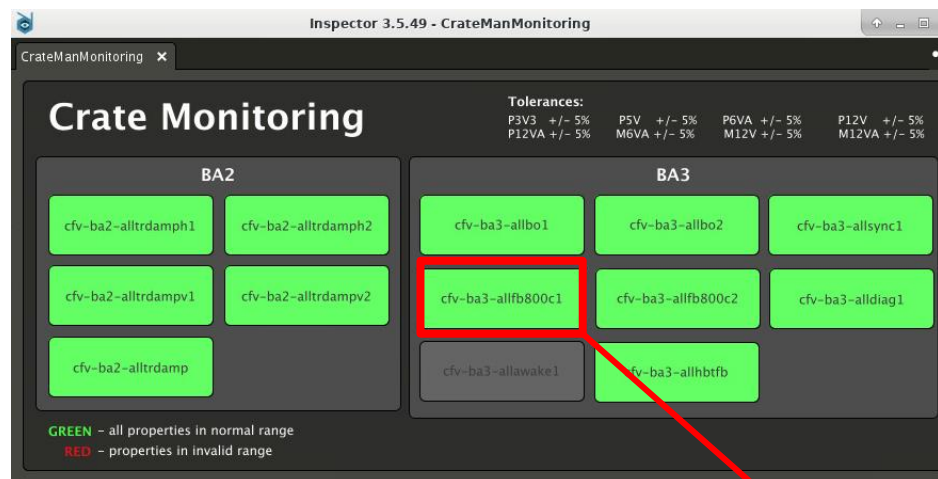 Inspector 3.5.49 - CrateManMonitoring
CrateManMonitoring
Crate Monitoring
Tolerances:
P3V3 +/- 5% P5V +/- 5% P6VA +/- 5% P12V +/- 5%
P12VA +/- 5% M6VA +/- 5% M12V +/- 5% M12VA +/- 5%
BA2
cfv-ba2-alltrdamph1 cfv-ba2-alltrdamph2
cfv-ba2-alltrdampv1 cfv-ba2-alltrdampv2
cfv-ba2-alltrdamp
BA3
cfv-ba3-allbo1 cfv-ba3-allbo2 cfv-ba3-allsync1
cfv-ba3-allfb800c1 cfv-ba3-allfb800c2 cfv-ba3-alldiag1
cfv-ba3-allawake1 cfv-ba3-allhbtfb
GREEN - all properties in normal range
RED - properties in invalid range